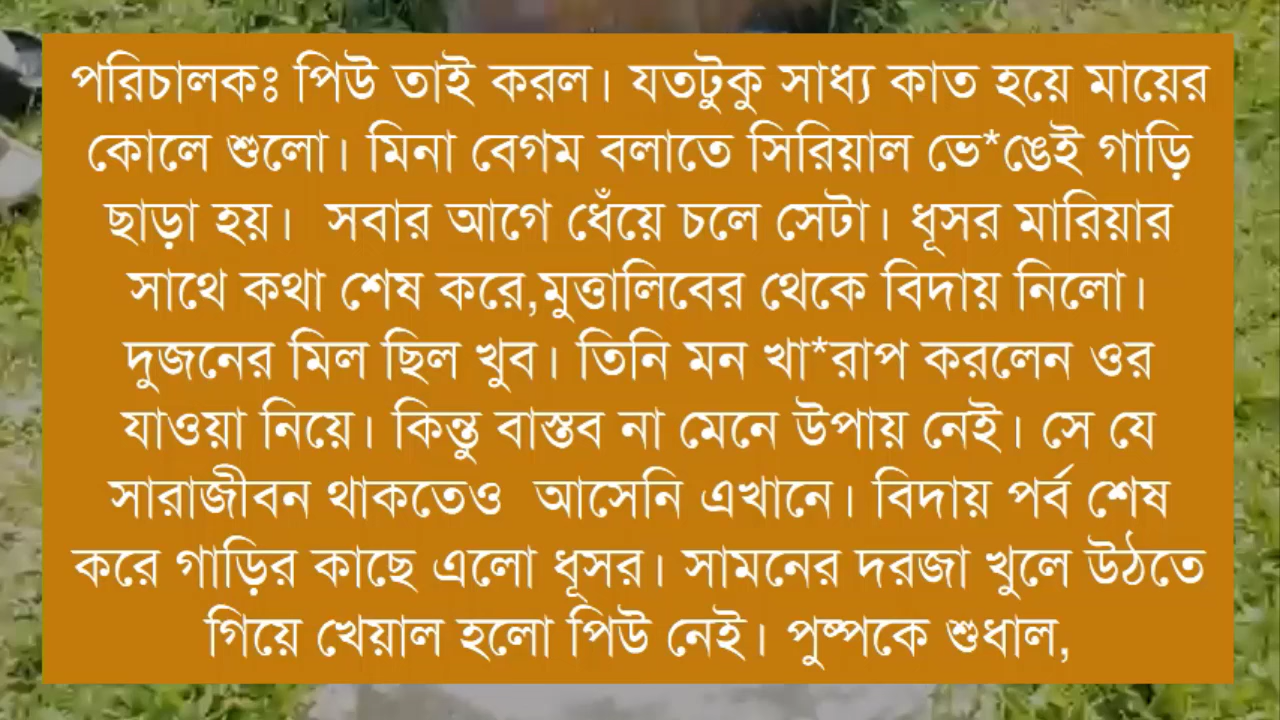 পরিচালকঃ পিউ তাই করল। যতটুকু সাধ্য কাত হয়ে মায়ের
কোলে শুলো। মিনা বেগম বলাতে সিরিয়াল ভে*ঙেই গাড়ি
ছাড়া হয়।  সবার আগে ধেঁয়ে চলে সেটা। ধূসর মারিয়ার
সাথে কথা শেষ করে,মুত্তালিবের থেকে বিদায় নিলো।
দুজনের মিল ছিল খুব। তিনি মন খা*রাপ করলেন ওর
যাওয়া নিয়ে। কিন্তু বাস্তব না মেনে উপায় নেই। সে যে
সারাজীবন থাকতেও  আসেনি এখানে। বিদায় পর্ব শেষ
করে গাড়ির কাছে এলো ধূসর। সামনের দরজা খুলে উঠতে
গিয়ে খেয়াল হলো পিউ নেই। পুষ্পকে শুধাল,